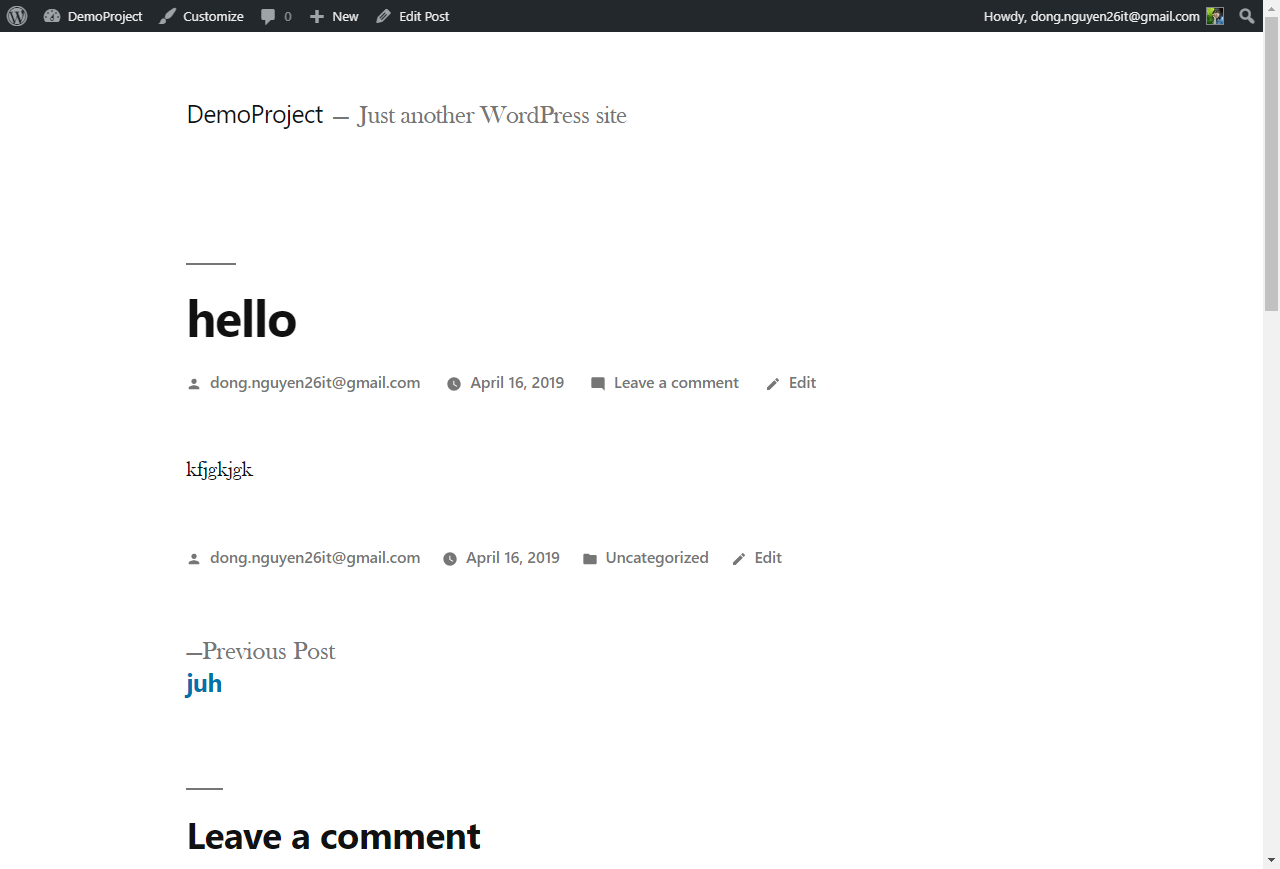 DemoProject Customize 0 New Edit Post Howdy, dong.nguyen26it@gmail.com
DemoProject — Just another WordPress site
hello
dong.nguyen26it@gmail.com April 16, 2019 Leave a comment Edit
kfjgkjgk
dong.nguyen26it@gmail.com April 16, 2019 Uncategorized Edit
—Previous Post
juh
Leave a comment